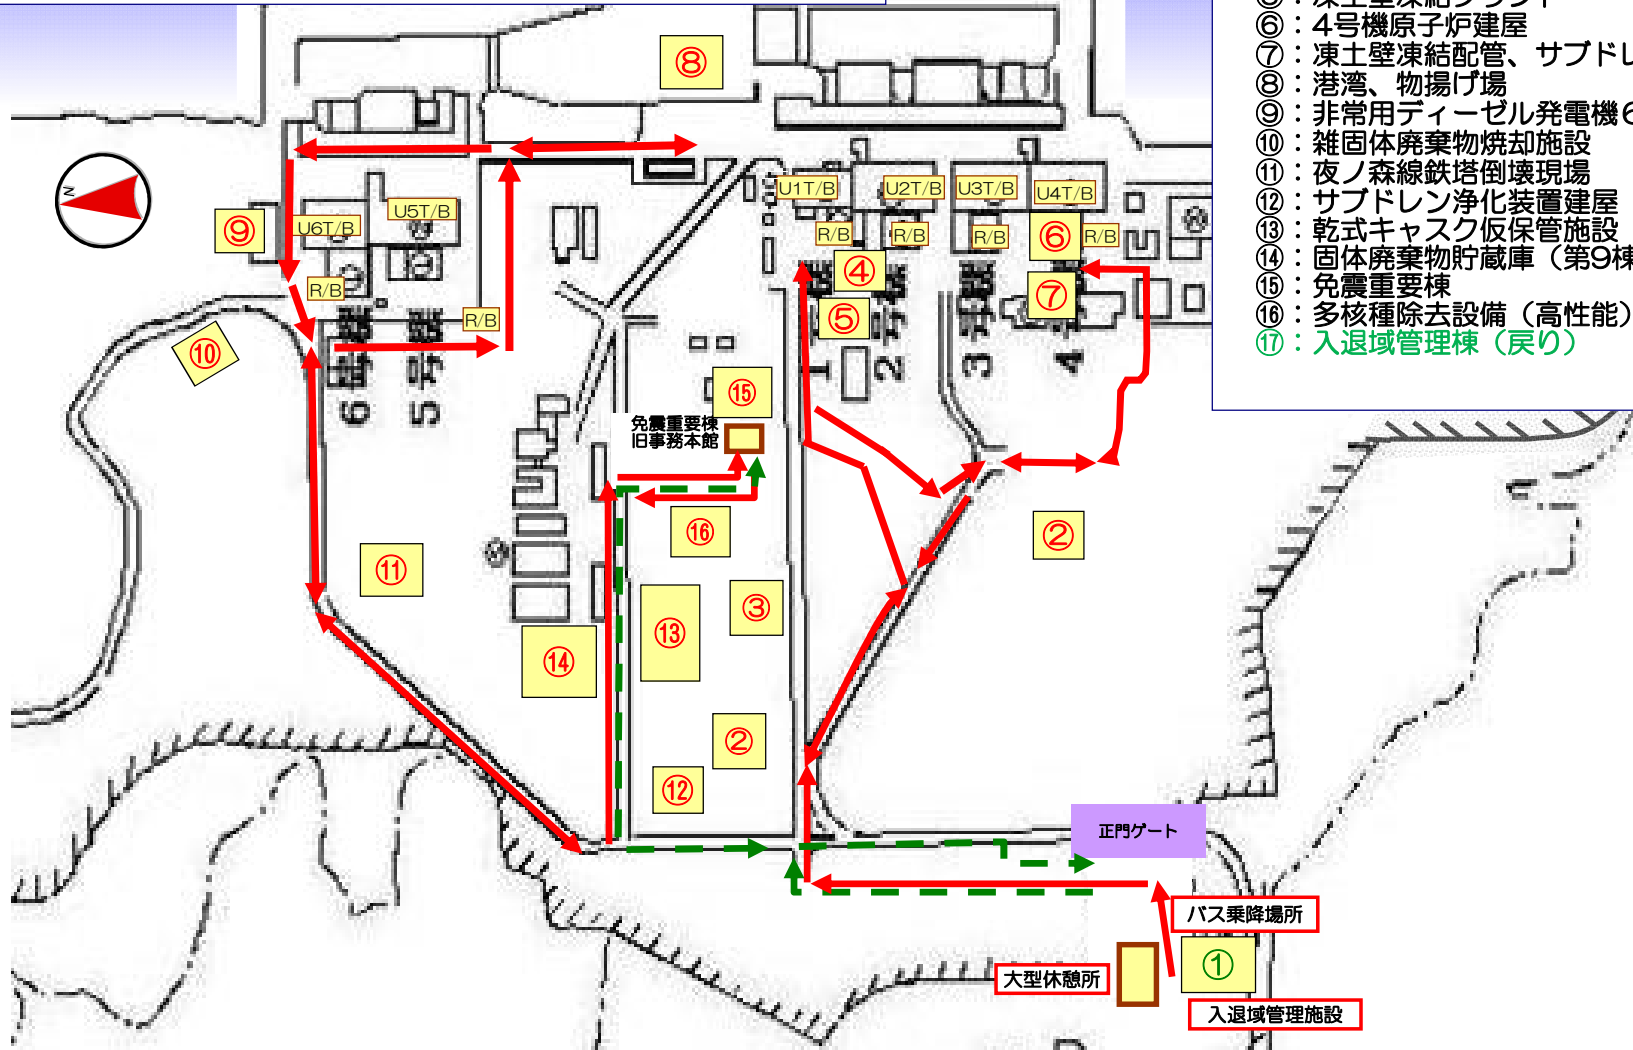 ⑥：4号機原子炉建屋
⑦：凍土壁凍結配管、サブドレ
⑧：港湾、物揚げ場
⑨：非常用ディーゼル発電機6
⑩：雑固体廃棄物焼却施設
⑪：夜ノ森線鉄塔倒壊現場
⑫：サブドレン浄化装置建屋
⑬：乾式キャスク仮保管施設
⑭：固体廃棄物貯蔵庫（第9棟
⑮：免震重要棟
⑯：多核種除去設備（高性能）
⑰：入退域管理棟（戻り）
⑧
N
U1T/B
U2T/B
U3T/B
U4T/B
U5T/B
U6T/B
⑨
R/B
R/B
R/B
⑥
R/B
④
⑦
⑤
R/B
R/B
⑩
6号機
5号機
1
2号機
3号機
4
⑮
免震重要棟
旧事務本館
⑯
②
⑪
③
⑬
⑭
②
⑫
正門ゲート
バス乗降場所
①
大型休憩所
入退域管理施設